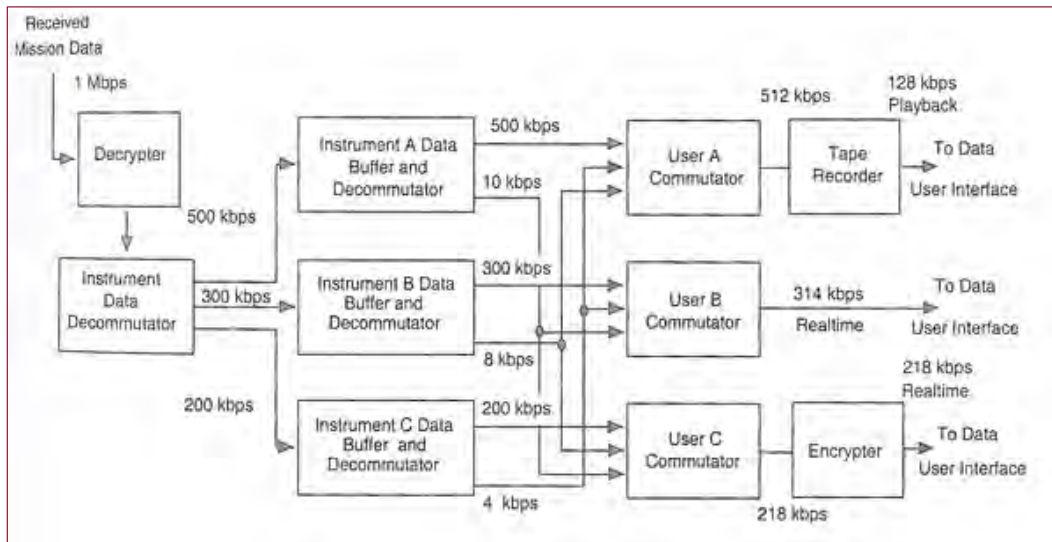 Received
Mission Data
1 Mbps
Decrypter
500 kbps
Instrument
Data
Decommutator
300 kbps
200 kbps
Instrument A Data
Buffer and
Decommutator
500 kbps
10 kbps
Instrument B Data
Buffer and
Decommutator
300 kbps
8 kbps
Instrument C Data
Buffer and
Decommutator
200 kbps
4 kbps
User A
Commutator
512 kbps
Tape
Recorder
128 kbps
Playback
To Data
User Interface
User B
Commutator
314 kbps
Realtime
To Data
User Interface
User C
Commutator
218 kbps
Encrypter
218 kbps
Realtime
To Data
User Interface